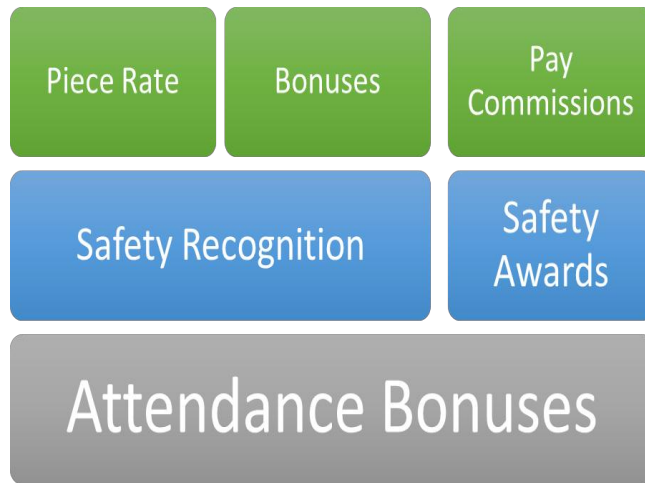 Piece Rate
Bonuses
Pay
Commissions
Safety Recognition
Safety
Awards
Attendance Bonuses